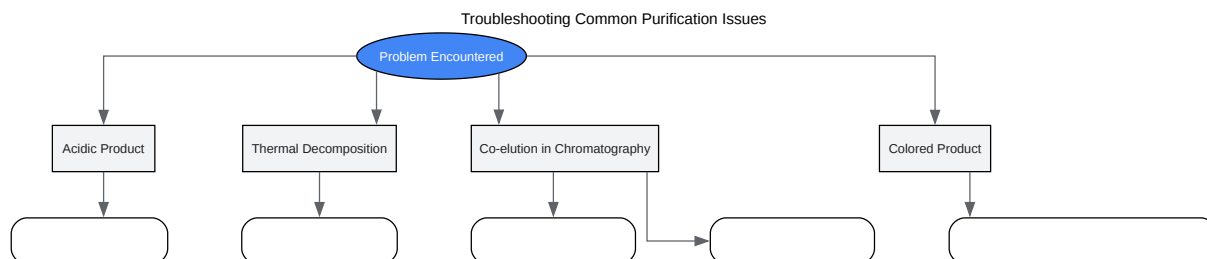 Troubleshooting Common Purification Issues
Problem Encountered
Acidic Product
Thermal Decomposition
Co-elution in Chromatography
Colored Product